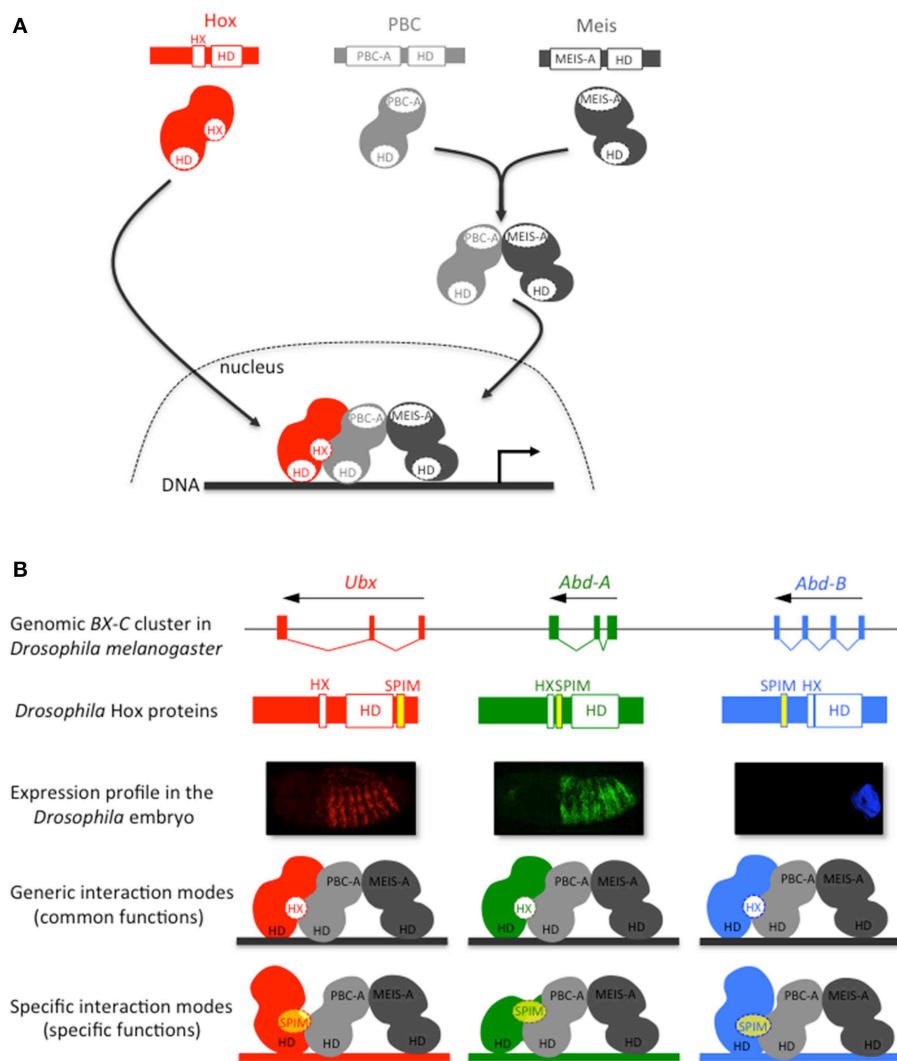 A
Hox
PBC
Meis
HX
HD
PBC-A
HD
MEIS-A
HD
PBC-A
MEIS-A
HX
HD
HD
HD
PBC-A
MEIS-A
HD
HD
nucleus
PBC-A
MEIS-A
HX
HD
HD
HD
DNA
B
Ubx
Abd-A
Abd-B
Genomic BX-C cluster in
Drosophila melanogaster
HX
SPIM
HXSPIM
SPIM
HX
Drosophila Hox proteins
HD
HD
HD
Expression profile in the
Drosophila embryo
Generic interaction modes
(common functions)
PBC-A
MEIS-A
HX
HD
HD
HD
PBC-A
MEIS-A
HX
HD
HD
HD
PBC-A
MEIS-A
HX
HD
HD
HD
Specific interaction modes
(specific functions)
PBC-A
MEIS-A
SPIM
HD
HD
HD
PBC-A
MEIS-A
SPIM
HD
HD
HD
PBC-A
MEIS-A
SPIM
HD
HD
HD